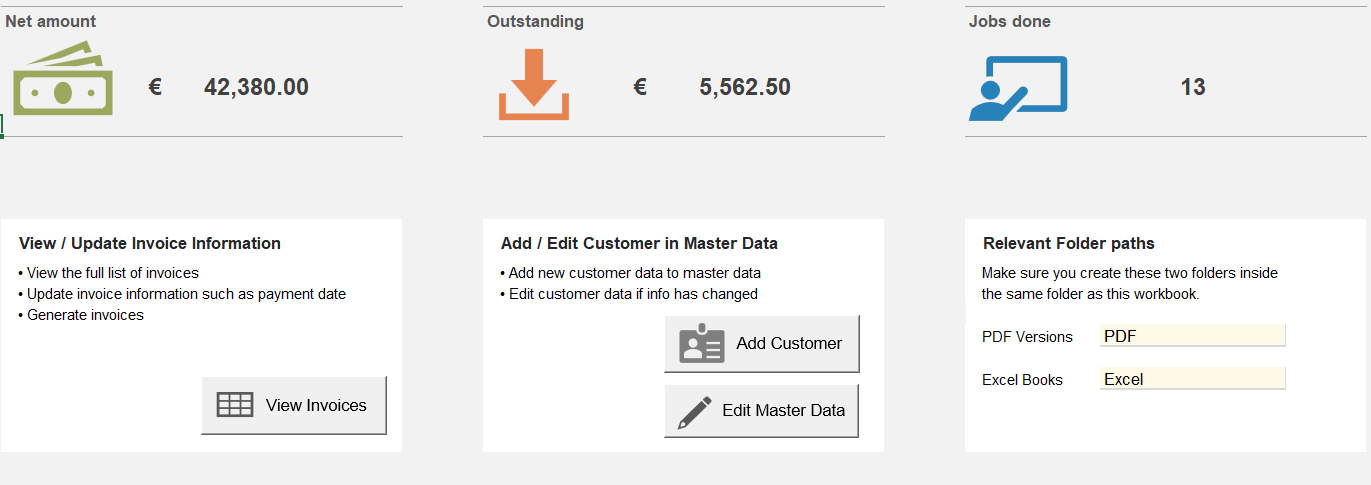 Net amount
€ 42,380.00
Outstanding
€ 5,562.50
Jobs done
13
View / Update Invoice Information
• View the full list of invoices
• Update invoice information such as payment date
• Generate invoices
View Invoices
Add / Edit Customer in Master Data
• Add new customer data to master data
• Edit customer data if info has changed
Add Customer
Edit Master Data
Relevant Folder paths
Make sure you create these two folders inside
the same folder as this workbook.
PDF Versions PDF
Excel Books Excel